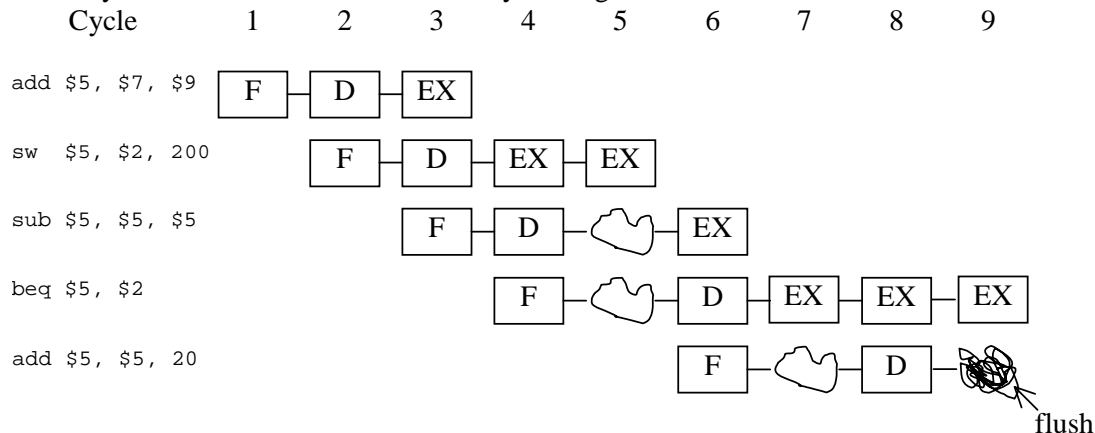 Cycle 1 2 3 4 5 6 7 8 9
add $5, $7, $9 F D EX
sw $5, $2, 200 F D EX EX
sub $5, $5, $5 F D EX
beq $5, $2 F D EX EX EX
add $5, $5, 20 F D
flush